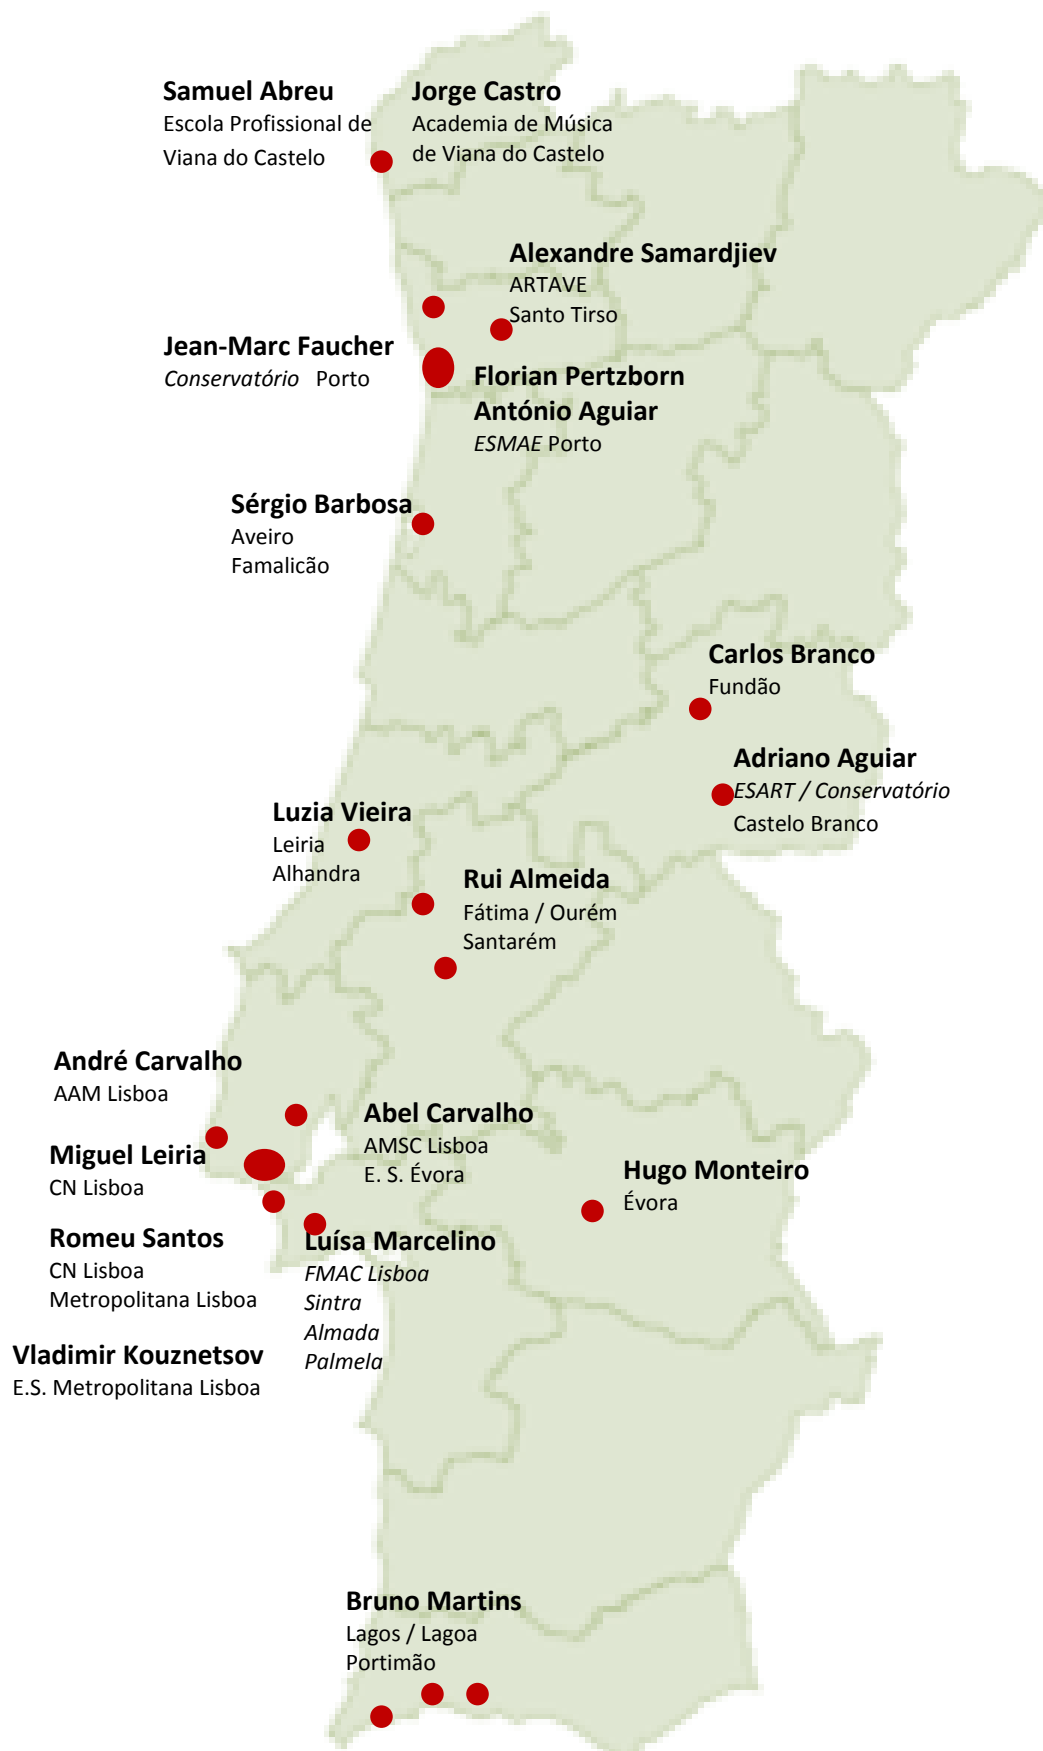 Samuel Abreu
Escola Profissional de
Viana do Castelo
Jorge Castro
Academia de Música
de Viana do Castelo
Alexandre Samardjiev
ARTAVE
Santo Tirso
Jean-Marc Faucher
Conservatório Porto
Florian Pertzborn
António Aguiar
ESMAE Porto
Sérgio Barbosa
Aveiro
Famalicão
Carlos Branco
Fundão
Adriano Aguiar
ESART / Conservatório
Castelo Branco
Luzia Vieira
Leiria
Alhandra
Rui Almeida
Fátima / Ourém
Santarém
André Carvalho
AAM Lisboa
Abel Carvalho
AMSC Lisboa
E. S. Évora
Miguel Leiria
CN Lisboa
Hugo Monteiro
Évora
Romeu Santos
CN Lisboa
Metropolitana Lisboa
Luísa Marcelino
FMAC Lisboa
Sintra
Almada
Palmela
Vladimir Kouznetsov
E.S. Metropolitana Lisboa
Bruno Martins
Lagos / Lagoa
Portimão